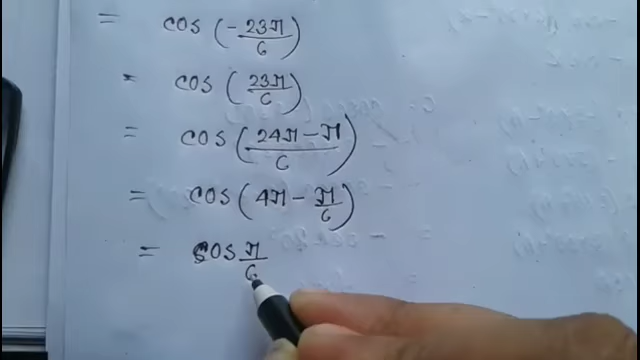 = cos (-23π/6)
= cos (23π/6)
= cos (24π-π/6)
= cos (4π - π/6)
= cos π/6